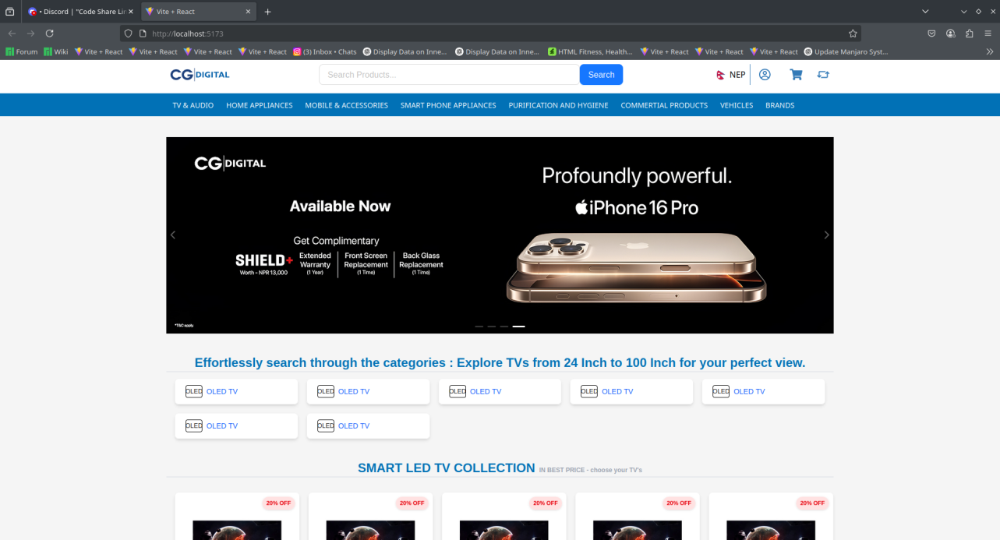 • Discord | "Code Share Lir
Vite + React
http://localhost:5173
Forum
Wiki
Vite + React
Vite + React
Vite + React
Vite + React
(3) Inbox • Chats
Display Data on Inne...
Display Data on Inne...
HTML Fitness, Health...
Vite + React
Vite + React
Vite + React
Update Manjaro Syst...
CG DIGITAL
Search Products...
Search
NEP
TV & AUDIO
HOME APPLIANCES
MOBILE & ACCESSORIES
SMART PHONE APPLIANCES
PURIFICATION AND HYGIENE
COMMERTIAL PRODUCTS
VEHICLES
BRANDS
CG DIGITAL
Profoundly powerful.
Available Now
iPhone 16 Pro
Get Complimentary
SHIELD+
Worth - NPR 13,000
Extended
Warranty
(1 Year)
Front Screen
Replacement
(1 Time)
Back Glass
Replacement
(1 Time)
*T&C apply.
Effortlessly search through the categories : Explore TVs from 24 Inch to 100 Inch for your perfect view.
OLED OLED TV
OLED OLED TV
OLED OLED TV
OLED OLED TV
OLED OLED TV
OLED OLED TV
OLED OLED TV
SMART LED TV COLLECTION IN BEST PRICE - choose your TV's
20% OFF
20% OFF
20% OFF
20% OFF
20% OFF